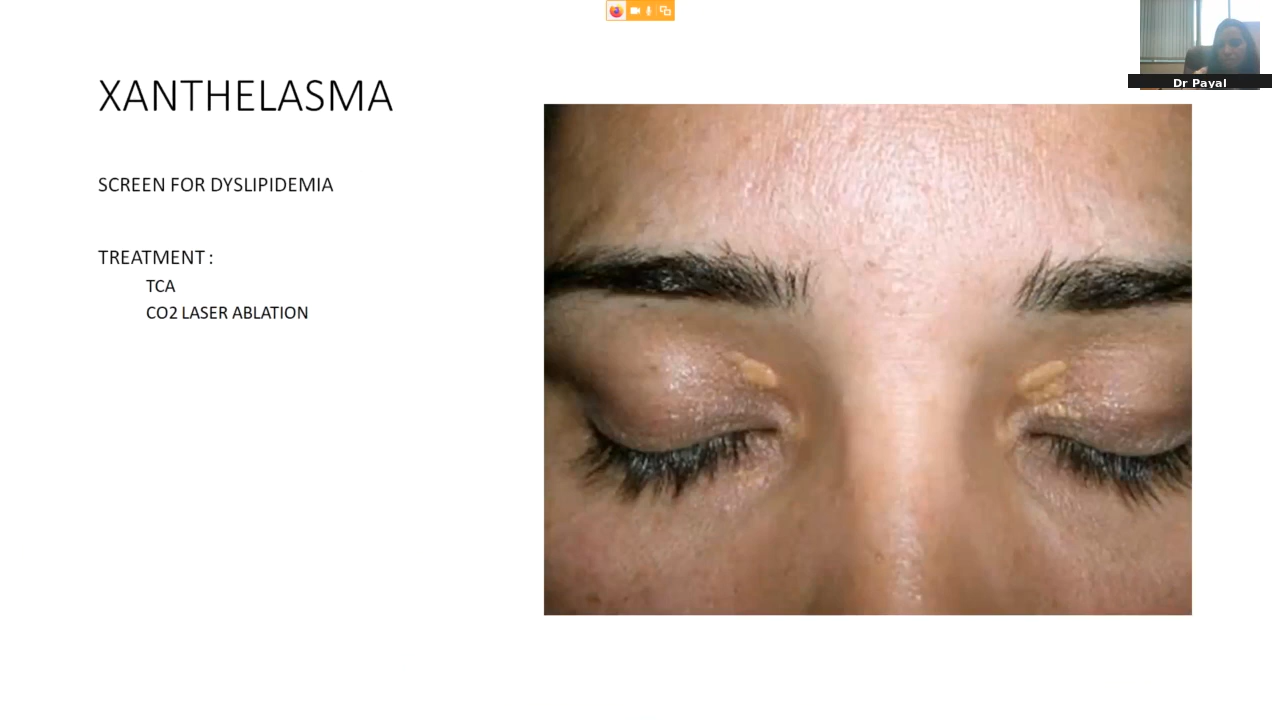 XANTHELASMA
SCREEN FOR DYSLIPIDEMIA
TREATMENT :
TCA
CO2 LASER ABLATION
Dr Payal